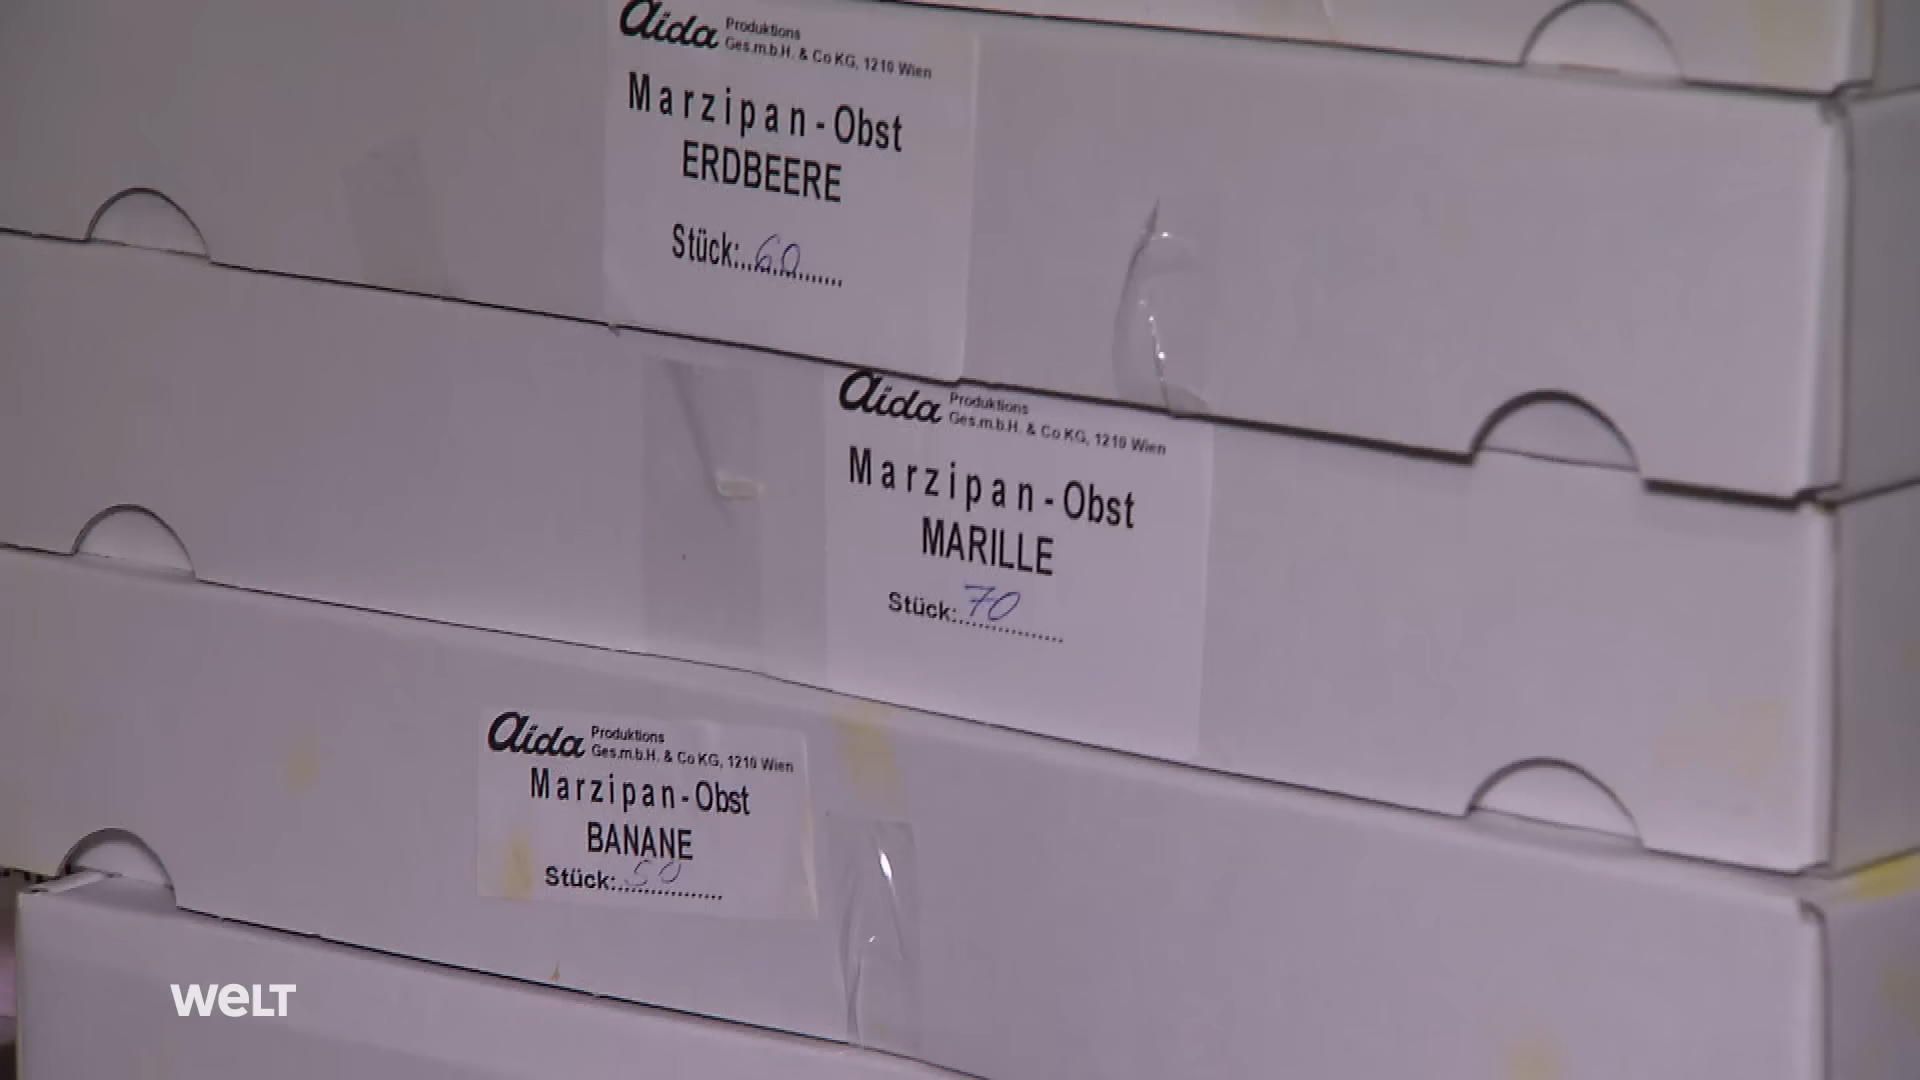 Aida Produktions
Ges.m.b.H. & Co KG, 1210 Wien
Marzipan-Obst
ERDBEERE
Stück:..60..............
Aida Produktions
Ges.m.b.H. & Co KG, 1210 Wien
Marzipan-Obst
MARILLE
Stück:.70...............
Aida Produktions
Ges.m.b.H. & Co KG, 1210 Wien
Marzipan-Obst
BANANE
Stück:..50..............
WELT